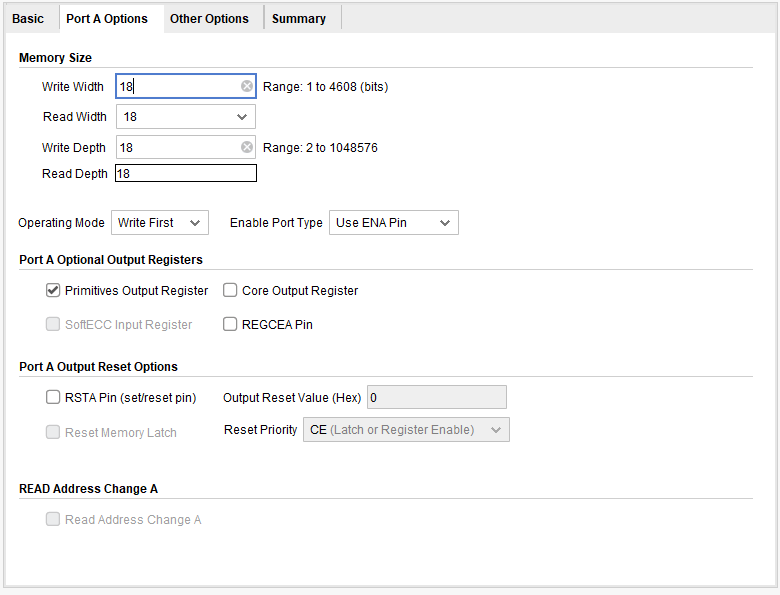 Basic Port A Options Other Options Summary
Memory Size
Write Width 18 Range: 1 to 4608 (bits)
Read Width 18
Write Depth 18 Range: 2 to 1048576
Read Depth 18
Operating Mode Write First Enable Port Type Use ENA Pin
Port A Optional Output Registers
Primitives Output Register Core Output Register
SoftECC Input Register REGCEA Pin
Port A Output Reset Options
RSTA Pin (set/reset pin) Output Reset Value (Hex) 0
Reset Memory Latch Reset Priority CE (Latch or Register Enable)
READ Address Change A
Read Address Change A